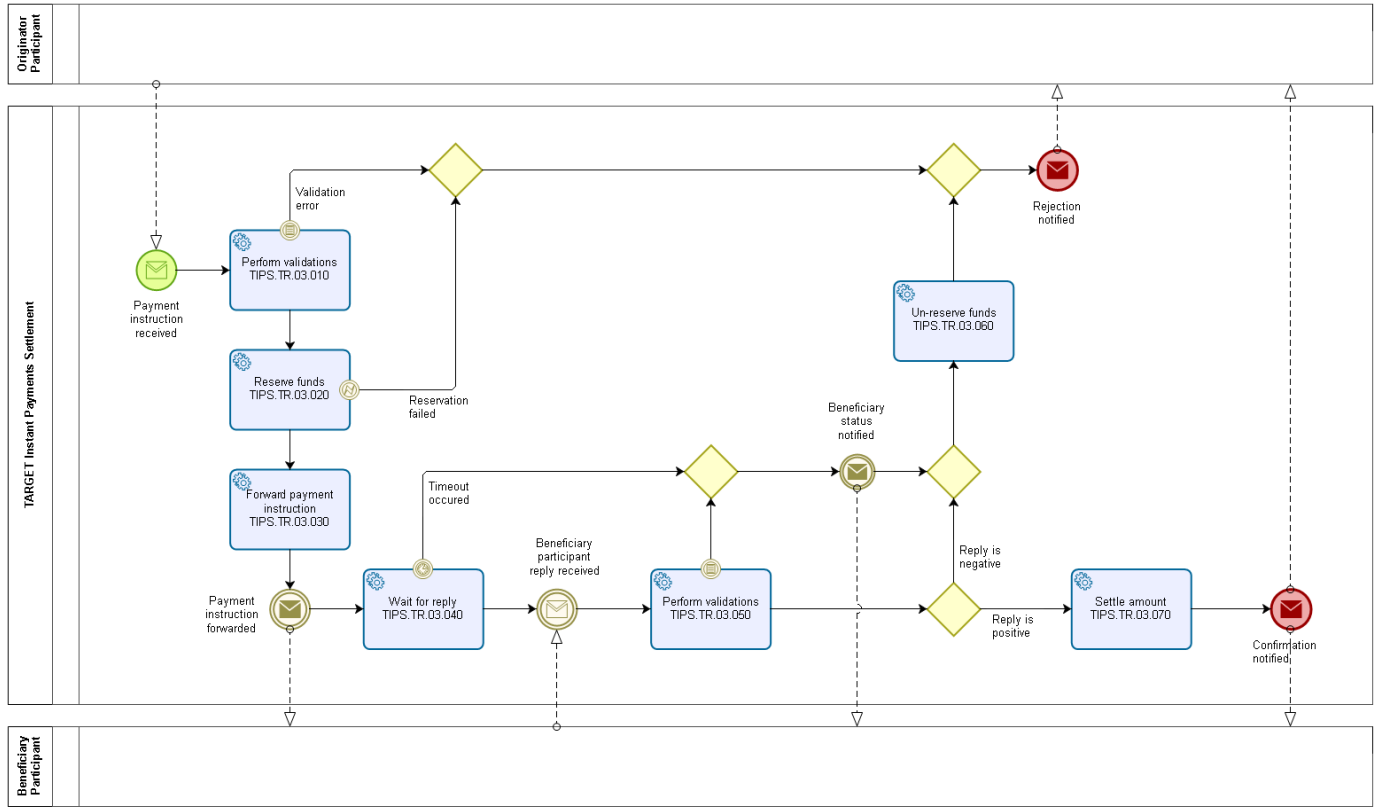 Originator
Participant
TARGET Instant Payments Settlement
Validation
error
Rejection
notified
Perform validations
TIPS.TR.03.010
Payment
instruction
received
Un-reserve funds
TIPS.TR.03.060
Reserve funds
TIPS.TR.03.020
Reservation
failed
Beneficiary
status
notified
Forward payment
instruction
TIPS.TR.03.030
Timeout
occured
Beneficiary
participant
reply received
Reply is
negative
Payment
instruction
forwarded
Wait for reply
TIPS.TR.03.040
Perform validations
TIPS.TR.03.050
Reply is
positive
Settle amount
TIPS.TR.03.070
Confirmation
notified
Beneficiary
Participant